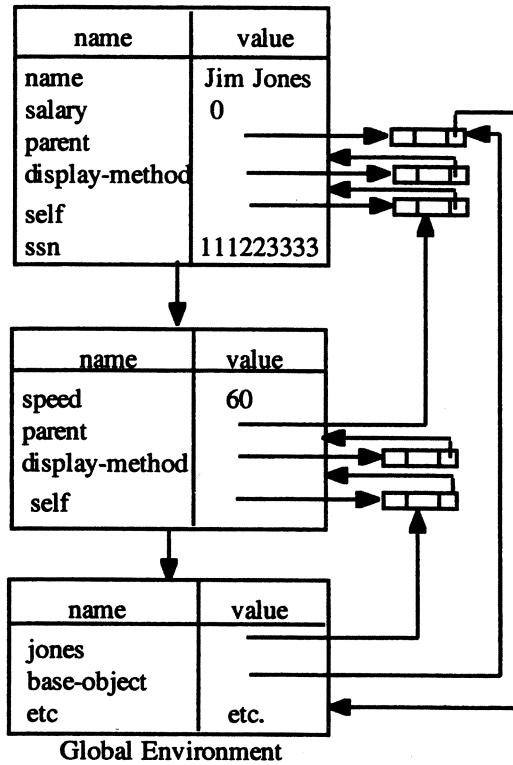 name value
name Jim Jones
salary 0
parent
display-method
self
ssn 111223333
name value
speed 60
parent
display-method
self
name value
jones
base-object
etc etc.
Global Environment